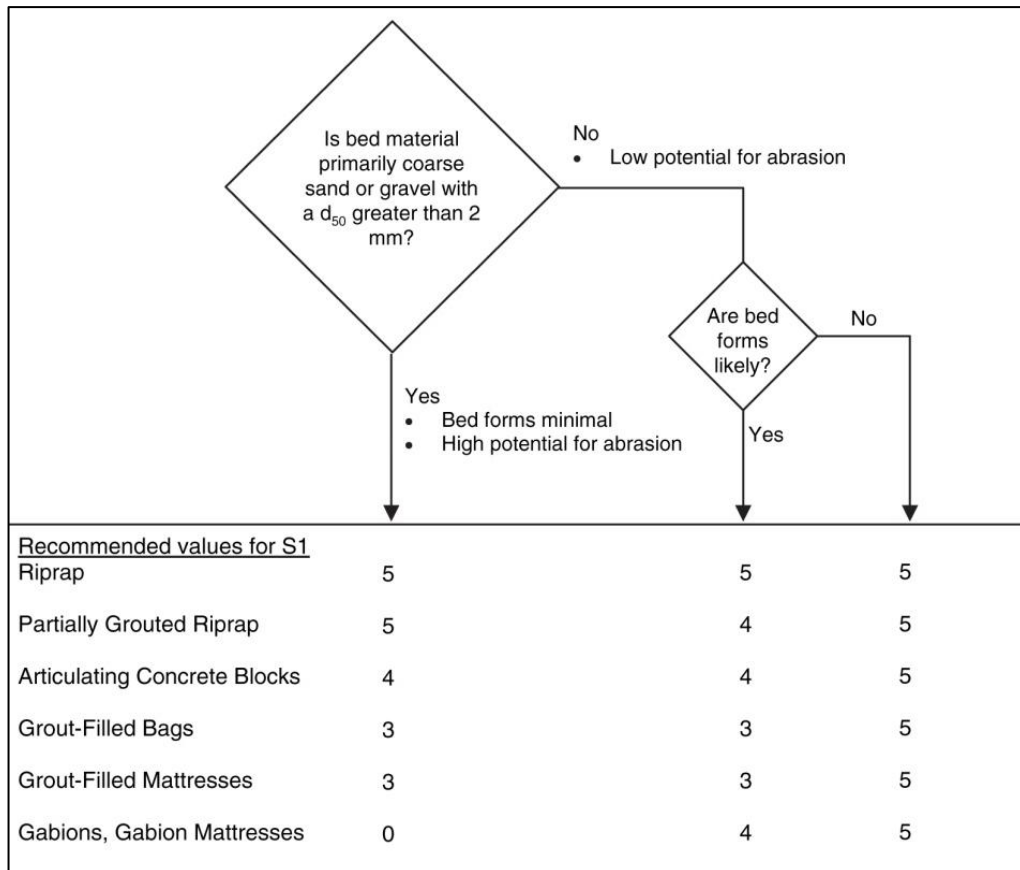 Is bed material
primarily coarse
sand or gravel with
a d₅₀ greater than 2
mm?
No
• Low potential for abrasion
Are bed
forms
likely?
No
Yes
• Bed forms minimal
• High potential for abrasion
Yes
Recommended values for S1
Riprap 5 5 5
Partially Grouted Riprap 5 4 5
Articulating Concrete Blocks 4 4 5
Grout-Filled Bags 3 3 5
Grout-Filled Mattresses 3 3 5
Gabions, Gabion Mattresses 0 4 5